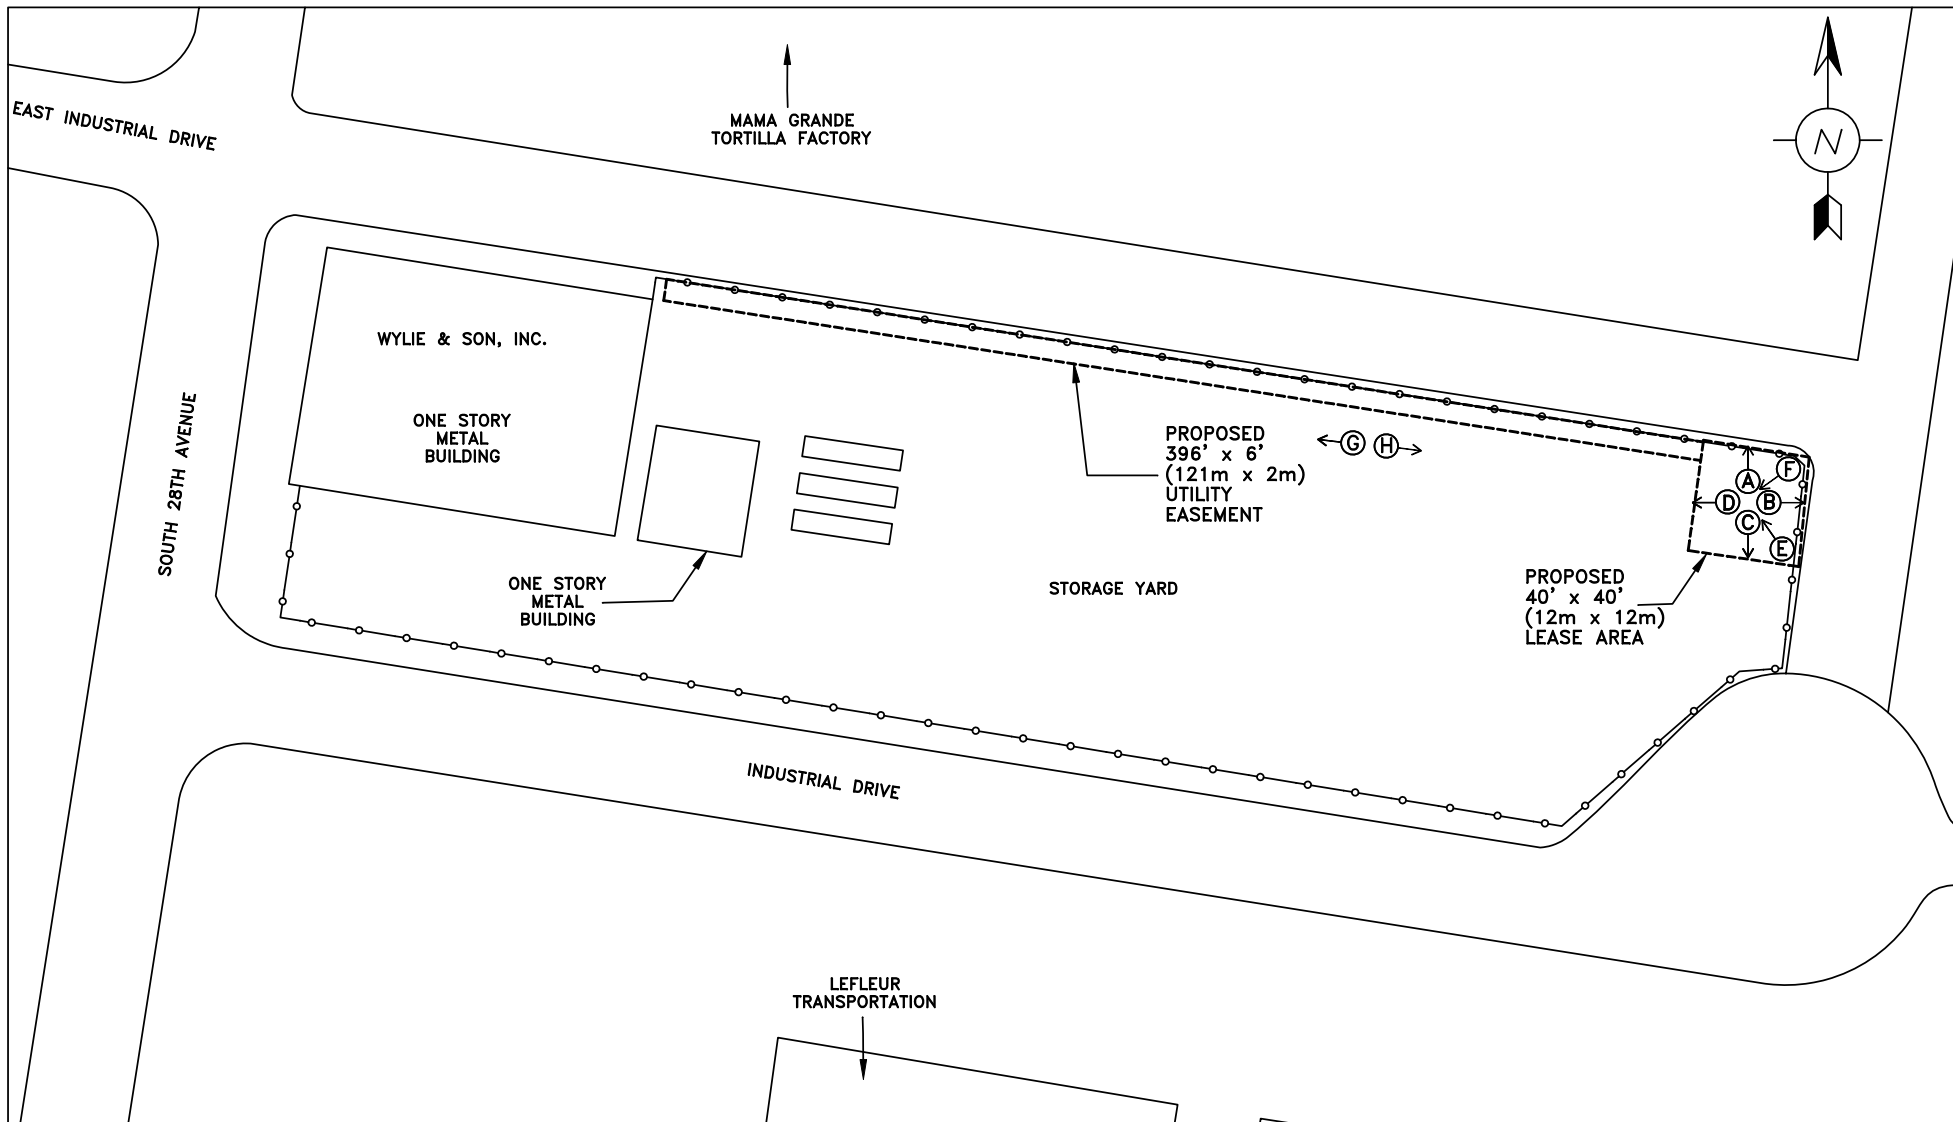 EAST INDUSTRIAL DRIVE
MAMA GRANDE
TORTILLA FACTORY
N
WYLIE & SON, INC.
ONE STORY
METAL
BUILDING
SOUTH 28TH AVENUE
PROPOSED
396' x 6'
(121m x 2m)
UTILITY
EASEMENT
G H
F
A
D B
C
E
ONE STORY
METAL
BUILDING
STORAGE YARD
PROPOSED
40' x 40'
(12m x 12m)
LEASE AREA
INDUSTRIAL DRIVE
LEFLEUR
TRANSPORTATION